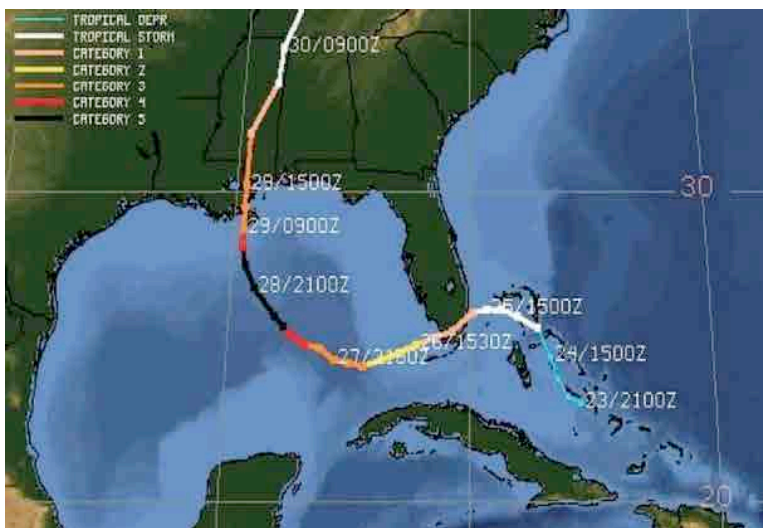 TROPICAL DEPR
TROPICAL STORM
CATEGORY 1
CATEGORY 2
CATEGORY 3
CATEGORY 4
CATEGORY 5
30/0900Z
29/1500Z
30
29/0900Z
28/2100Z
25/1500Z
26/1530Z
27/2100Z
24/1500Z
23/2100Z
20